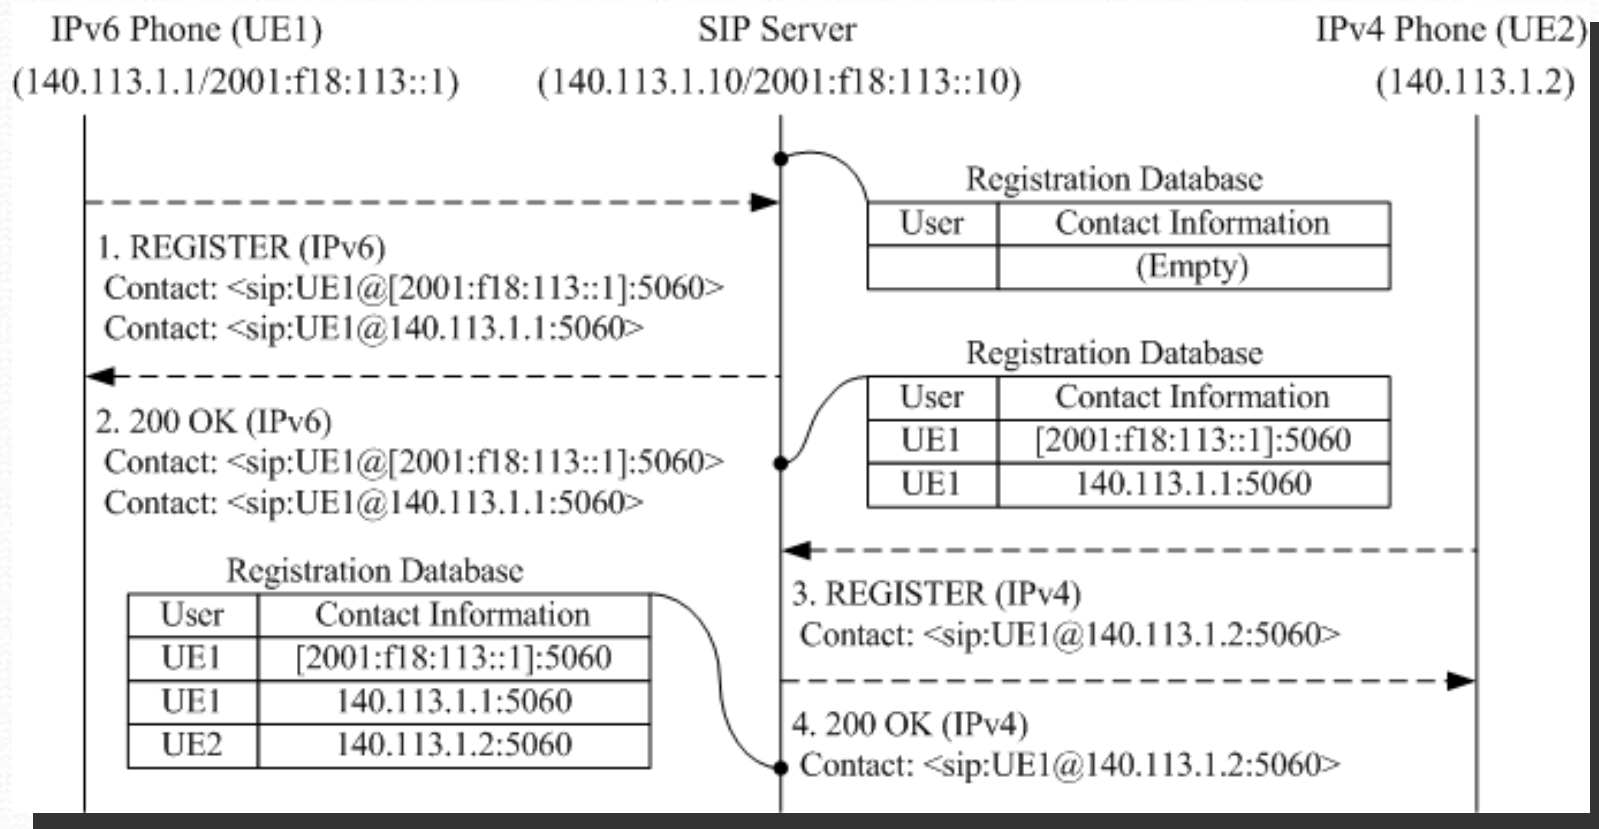 IPv6 Phone (UE1)
(140.113.1.1/2001:f18:113::1)
SIP Server
(140.113.1.10/2001:f18:113::10)
IPv4 Phone (UE2)
(140.113.1.2)
Registration Database
User Contact Information
(Empty)
1. REGISTER (IPv6)
Contact: <sip:UE1@[2001:f18:113::1]:5060>
Contact: <sip:UE1@140.113.1.1:5060>
Registration Database
User Contact Information
UE1 [2001:f18:113::1]:5060
UE1 140.113.1.1:5060
2. 200 OK (IPv6)
Contact: <sip:UE1@[2001:f18:113::1]:5060>
Contact: <sip:UE1@140.113.1.1:5060>
3. REGISTER (IPv4)
Contact: <sip:UE1@140.113.1.2:5060>
Registration Database
User Contact Information
UE1 [2001:f18:113::1]:5060
UE1 140.113.1.1:5060
UE2 140.113.1.2:5060
4. 200 OK (IPv4)
Contact: <sip:UE1@140.113.1.2:5060>